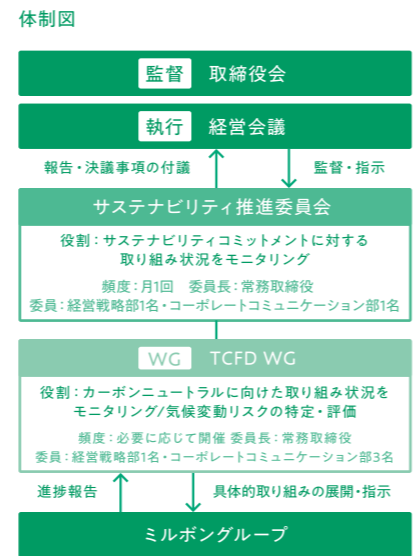 体制図
監督 取締役会
執行 経営会議
報告・決議事項の付議 監督・指示
サステナビリティ推進委員会
役割：サステナビリティコミットメントに対する
取り組み状況をモニタリング
頻度：月1回 委員長：常務取締役
委員：経営戦略部1名・コーポレートコミュニケーション部1名
WG TCFD WG
役割：カーボンニュートラルに向けた取り組み状況を
モニタリング/気候変動リスクの特定・評価
頻度：必要に応じて開催 委員長：常務取締役
委員：経営戦略部1名・コーポレートコミュニケーション部3名
進捗報告 具体的取り組みの展開・指示
ミルボングループ